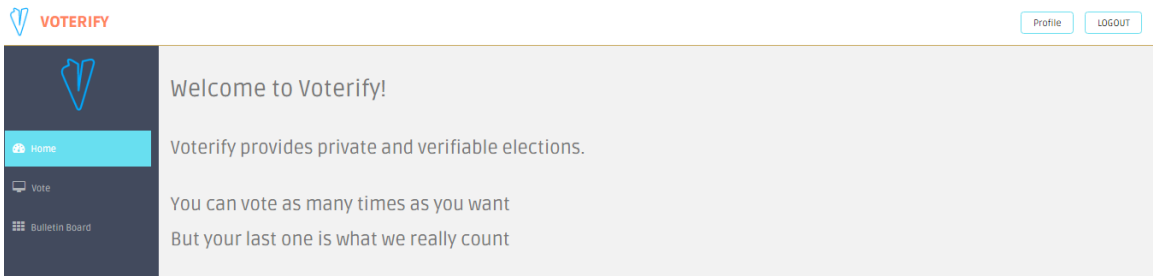 VOTERIFY
Profile
LOGOUT
Home
Vote
Bulletin Board
Welcome to Voterify!
Voterify provides private and verifiable elections.
You can vote as many times as you want
But your last one is what we really count